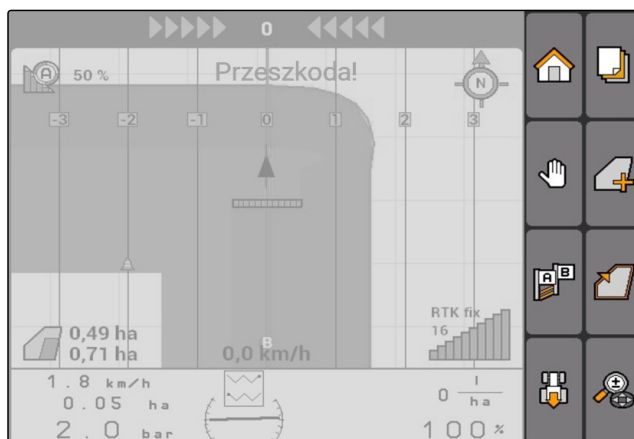 0
A 50 %
Przeszkoda!
N
-3 -2 -1 0 1 2 3
A B
RTK fix
16
0,49 ha
0,71 ha
B
0,0 km/h
1.8 km/h
0.05 ha
2.0 bar
0 l/ha
100%